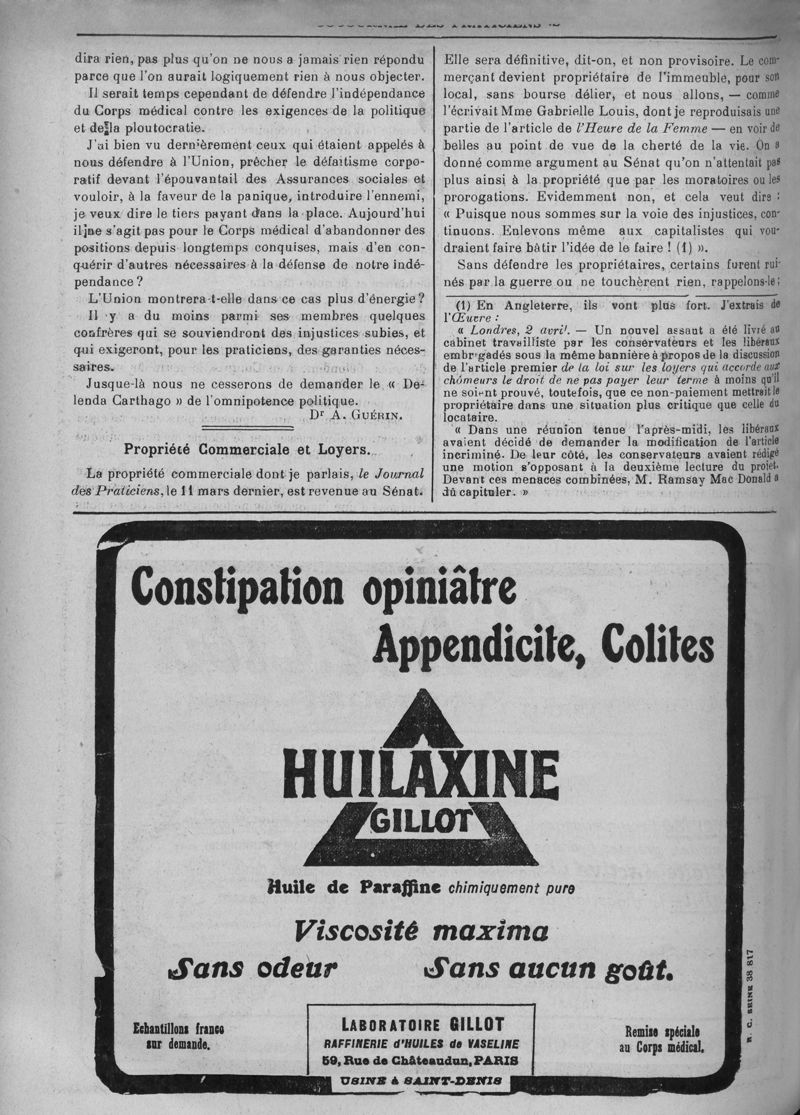 dira rien, pas plus qu'on ne nous a jamais rien répondu
parce que l'on aurait logiquement rien à nous objecter.
Il serait temps cependant de défendre l'indépendance
du Corps médical contre les exigences de la politique
et de la ploutocratie.
J'ai bien vu dernièrement ceux qui étaient appelés à
nous défendre à l'Union, prêcher le défaitisme corpo-
ratif devant l'épouvantail des Assurances sociales et
vouloir, à la faveur de la panique, introduire l'ennemi,
je veux dire le tiers payant dans la place. Aujourd'hui
il ne s'agit pas pour le Corps médical d'abandonner des
positions depuis longtemps conquises, mais d'en con-
quérir d'autres nécessaires à la défense de notre indé-
pendance ?
L'Union montrera-t-elle dans ce cas plus d'énergie ?
Il y a du moins parmi ses membres quelques
confrères qui se souviendront des injustices subies, et
qui exigeront, pour les praticiens, des garanties néces-
saires.
Jusque-là nous ne cesserons de demander le « De-
lenda Carthago » de l'omnipotence politique.
Dr A. GUÉRIN.
Propriété Commerciale et Loyers.
La propriété commerciale dont je parlais, le Journal
des Praticiens, le 11 mars dernier, est revenue au Sénat.
Elle sera définitive, dit-on, et non provisoire. Le com-
merçant devient propriétaire de l'immeuble, pour son
local, sans bourse délier, et nous allons, — comme
l'écrivait Mme Gabrielle Louis, dont je reproduisais une
partie de l'article de l'Heure de la Femme — en voir de
belles au point de vue de la cherté de la vie. On a
donné comme argument au Sénat qu'on n'attentait pas
plus ainsi à la propriété que par les moratoires ou les
prorogations. Evidemment non, et cela veut dire :
« Puisque nous sommes sur la voie des injustices, con-
tinuons. Enlevons même aux capitalistes qui vou-
draient faire bâtir l'idée de le faire ! (1) ».
Sans défendre les propriétaires, certains furent rui-
nés par la guerre ou ne touchèrent rien, rappelons-le ;
(1) En Angleterre, ils vont plus fort. J'extrais de
l'Œuvre :
« Londres, 2 avril. — Un nouvel assaut a été livré au
cabinet travailliste par les conservateurs et les libéraux
embrigadés sous la même bannière à propos de la discussion
de l'article premier de la loi sur les loyers qui accorde aux
chômeurs le droit de ne pas payer leur terme à moins qu'il
ne soient prouvé, toutefois, que ce non-paiement mettrait le
propriétaire dans une situation plus critique que celle du
locataire.
« Dans une réunion tenue l'après-midi, les libéraux
avaient décidé de demander la modification de l'article
incriminé. De leur côté, les conservateurs avaient rédigé
une motion s'opposant à la deuxième lecture du projet.
Devant ces menaces combinées, M. Ramsay Mac Donald a
dû capituler. »
Constipation opiniâtre
Appendicite, Colites
HUILAXINE
GILLOT
Huile de Paraffine chimiquement pure
Viscosité maxima
Sans odeur Sans aucun goût.
Echantillons franco
sur demande.
LABORATOIRE GILLOT
RAFFINERIE d'HUILES de VASELINE
59, Rue de Châteaudun, PARIS
USINE à SAINT-DENIS
Remise spéciale
au Corps médical.
R. C. SEINE 38 817